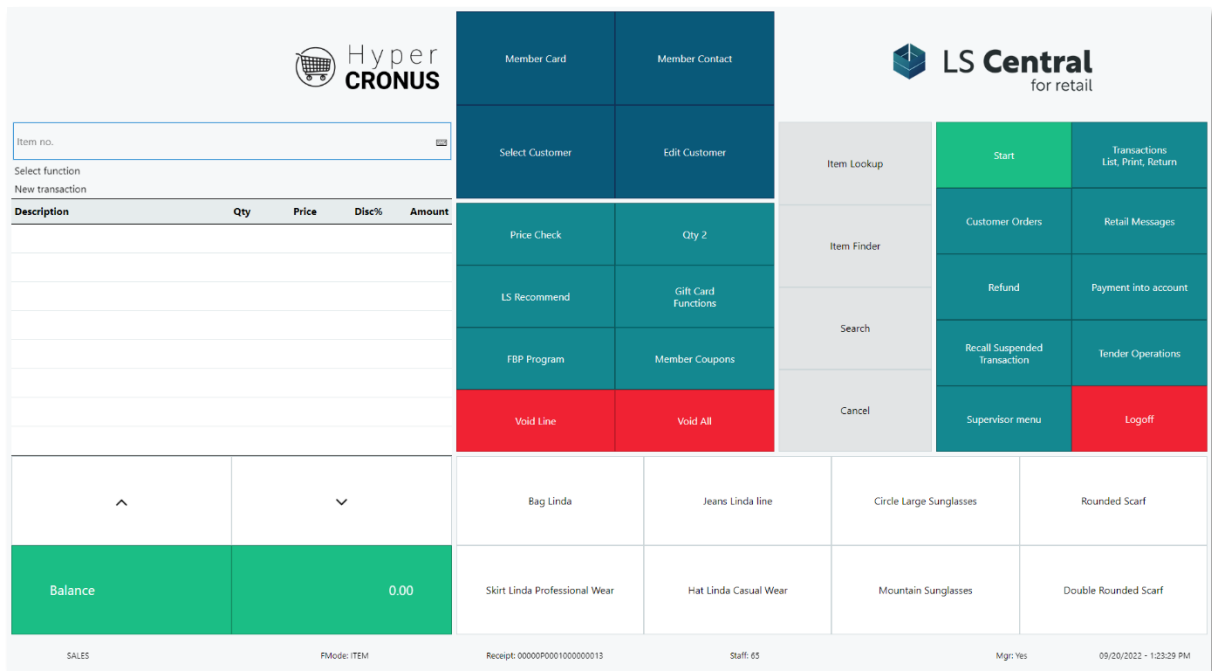 Hyper
CRONUS
Item no.
Select function
New transaction
Description Qty Price Disc% Amount
Balance 0.00
Member Card Member Contact
Select Customer Edit Customer
Price Check Qty 2
LS Recommend Gift Card
Functions
FBP Program Member Coupons
Void Line Void All
LS Central
for retail
Item Lookup
Item Finder
Search
Cancel
Start Transactions
List, Print, Return
Customer Orders Retail Messages
Refund Payment into account
Recall Suspended
Transaction
Tender Operations
Supervisor menu Logoff
Bag Linda Jeans Linda line Circle Large Sunglasses Rounded Scarf
Skirt Linda Professional Wear Hat Linda Casual Wear Mountain Sunglasses Double Rounded Scarf
SALES FMode: ITEM Receipt: 00000P0001000000013 Staff: 65 Mgr: Yes 09/20/2022 - 1:23:29 PM